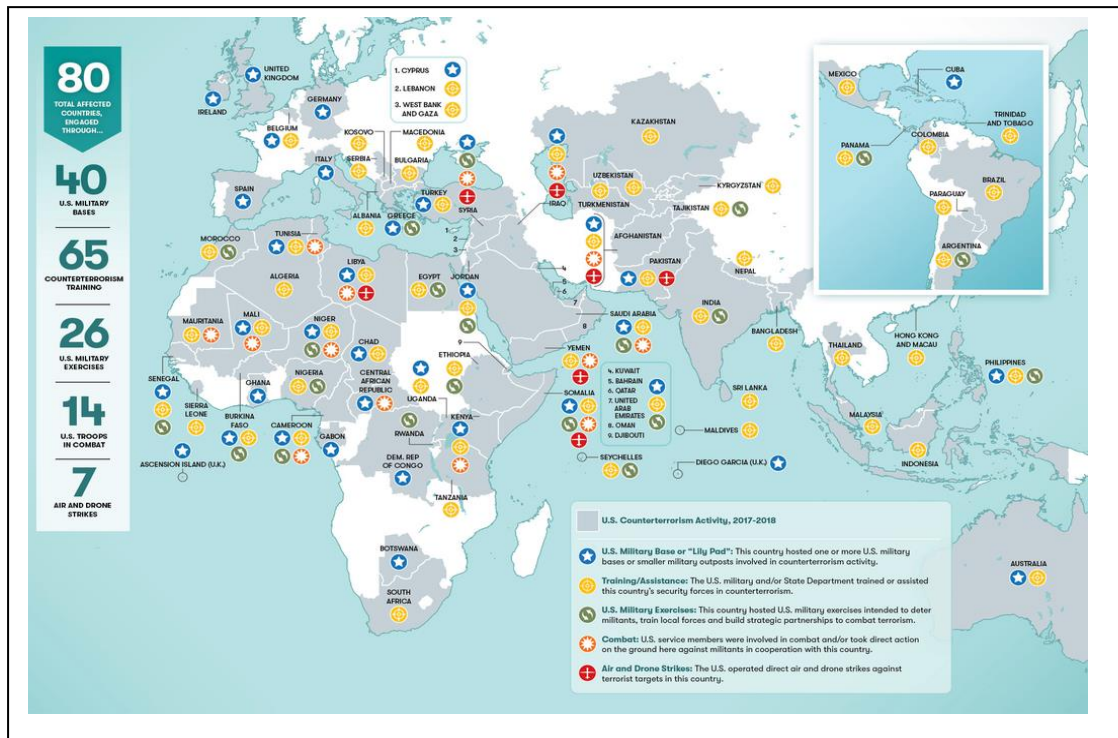 80
TOTAL AFFECTED
COUNTRIES,
ENGAGED
THROUGH...
40
U.S. MILITARY
BASES
65
COUNTERTERRORISM
TRAINING
26
U.S. MILITARY
EXERCISES
14
U.S. TROOPS
IN COMBAT
7
AIR AND DRONE
STRIKES
UNITED
KINGDOM
IRELAND
GERMANY
BELGIUM
1. CYPRUS
2. LEBANON
3. WEST BANK
AND GAZA
KOSOVO
MACEDONIA
ITALY
SERBIA
BULGARIA
SPAIN
ALBANIA
GREECE
TURKEY
SYRIA
IRAQ
KAZAKHSTAN
UZBEKISTAN
KYRGYZSTAN
TURKMENISTAN
TAJIKISTAN
AFGHANISTAN
PAKISTAN
NEPAL
MOROCCO
TUNISIA
ALGERIA
LIBYA
EGYPT
JORDAN
1
2
3
4
5
6
7
8
9
SAUDI ARABIA
INDIA
BANGLADESH
MAURITANIA
MALI
NIGER
CHAD
ETHIOPIA
YEMEN
THAILAND
HONG KONG
AND MACAU
PHILIPPINES
SENEGAL
SIERRA
LEONE
GHANA
NIGERIA
CENTRAL
AFRICAN
REPUBLIC
UGANDA
SOMALIA
4. KUWAIT
5. BAHRAIN
6. QATAR
7. UNITED
ARAB
EMIRATES
8. OMAN
9. DJIBOUTI
SRI LANKA
MALDIVES
MALAYSIA
INDONESIA
BURKINA
FASO
CAMEROON
GABON
RWANDA
KENYA
ASCENSION ISLAND (U.K.)
DEM. REP
OF CONGO
TANZANIA
SEYCHELLES
DIEGO GARCIA (U.K.)
BOTSWANA
SOUTH
AFRICA
AUSTRALIA
MEXICO
CUBA
TRINIDAD
AND TOBAGO
PANAMA
COLOMBIA
BRAZIL
PARAGUAY
ARGENTINA
U.S. Counterterrorism Activity, 2017-2018
U.S. Military Base or "Lily Pad": This country hosted one or more U.S. military
bases or smaller military outposts involved in counterterrorism activity.
Training/Assistance: The U.S. military and/or State Department trained or assisted
this country's security forces in counterterrorism.
U.S. Military Exercises: This country hosted U.S. military exercises intended to deter
militants, train local forces and build strategic partnerships to combat terrorism.
Combat: U.S. service members were involved in combat and/or took direct action
on the ground here against militants in cooperation with this country.
Air and Drone Strikes: The U.S. operated direct air and drone strikes against
terrorist targets in this country.